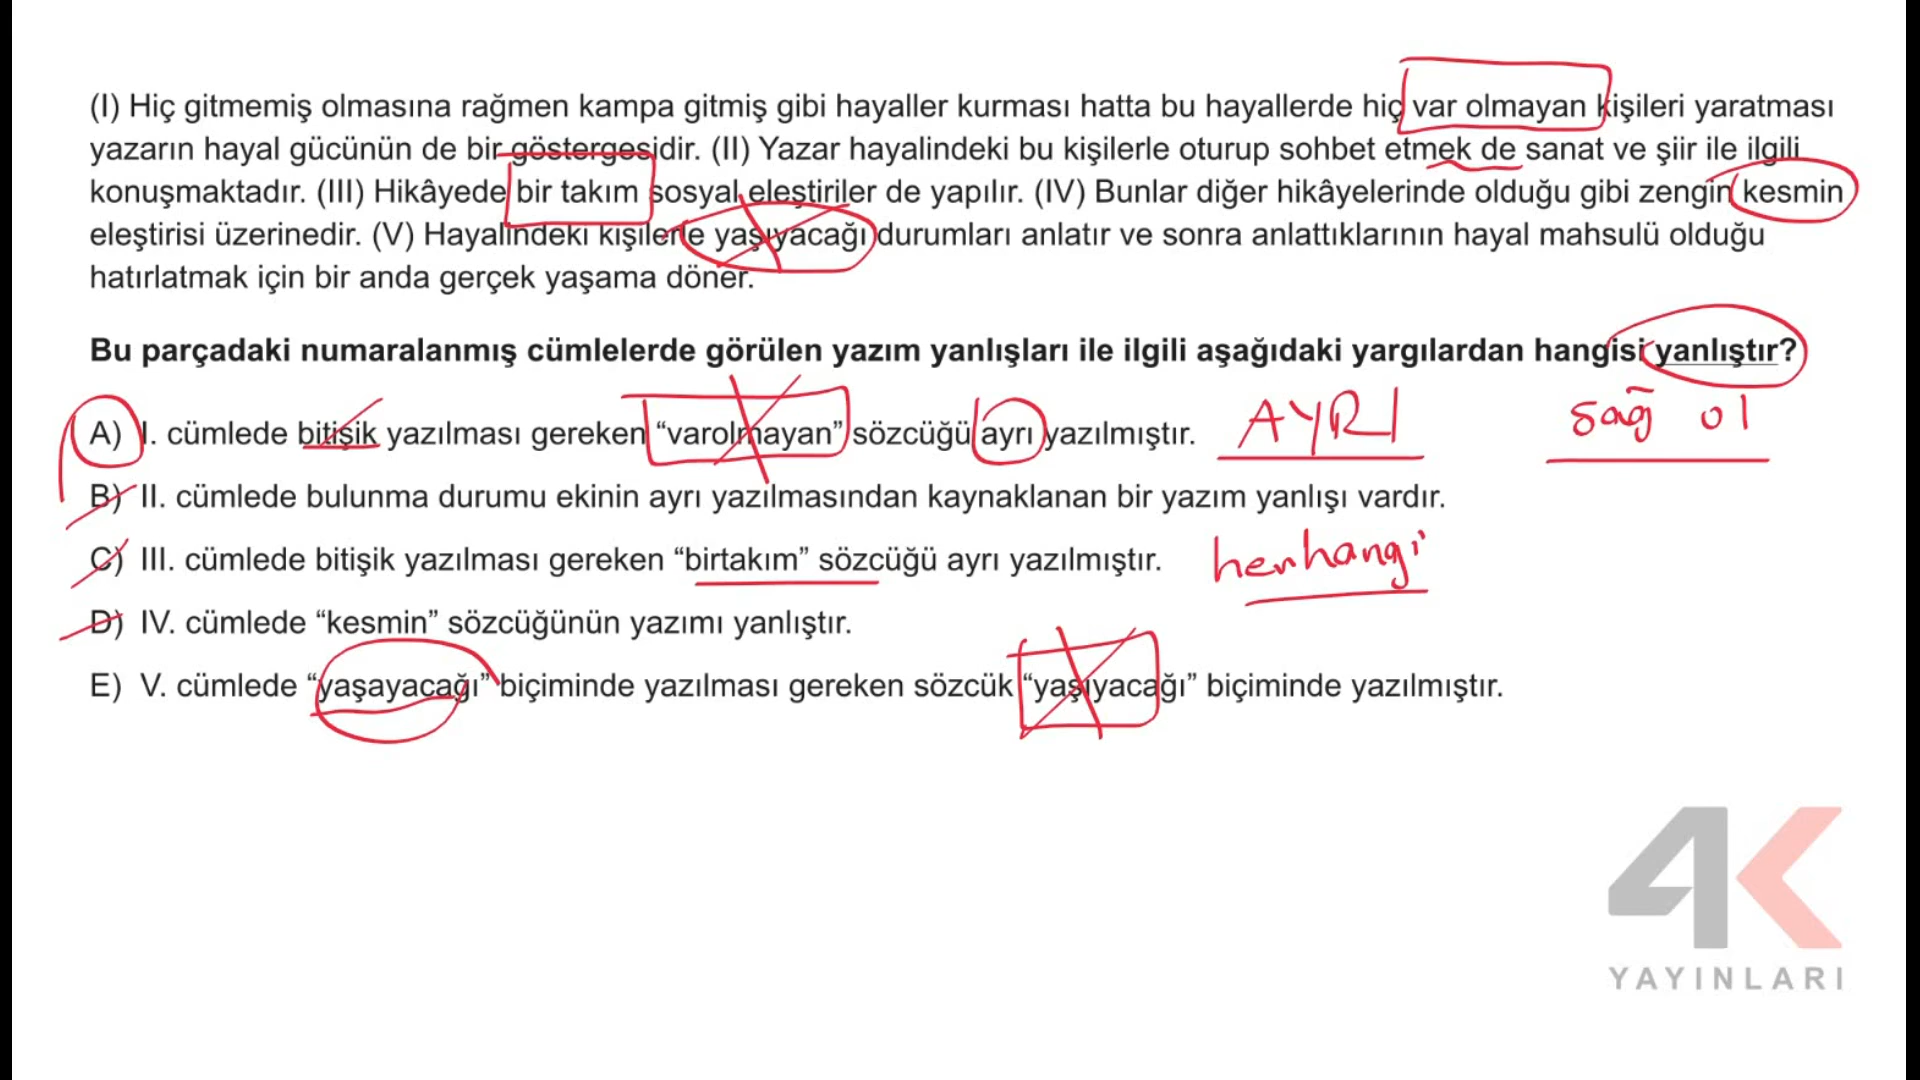 (I) Hiç gitmemiş olmasına rağmen kampa gitmiş gibi hayaller kurması hatta bu hayallerde hiç var olmayan kişileri yaratması
yazarın hayal gücünün de bir göstergesidir. (II) Yazar hayalindeki bu kişilerle oturup sohbet etmek de sanat ve şiir ile ilgili
konuşmaktadır. (III) Hikâyede bir takım sosyal eleştiriler de yapılır. (IV) Bunlar diğer hikâyelerinde olduğu gibi zengin kesmin
eleştirisi üzerinedir. (V) Hayalindeki kişilerle yaşıyacağı durumları anlatır ve sonra anlattıklarının hayal mahsulü olduğu
hatırlatmak için bir anda gerçek yaşama döner.
Bu parçadaki numaralanmış cümlelerde görülen yazım yanlışları ile ilgili aşağıdaki yargılardan hangisi yanlıştır?
A) I. cümlede bitişik yazılması gereken “varolmayan” sözcüğü ayrı yazılmıştır. AYRI sağ ol
B) II. cümlede bulunma durumu ekinin ayrı yazılmasından kaynaklanan bir yazım yanlışı vardır.
C) III. cümlede bitişik yazılması gereken “birtakım” sözcüğü ayrı yazılmıştır. herhangi
D) IV. cümlede “kesmin” sözcüğünün yazımı yanlıştır.
E) V. cümlede “yaşayacağı” biçiminde yazılması gereken sözcük “yaşıyacağı” biçiminde yazılmıştır.
4K
YAYINLARI